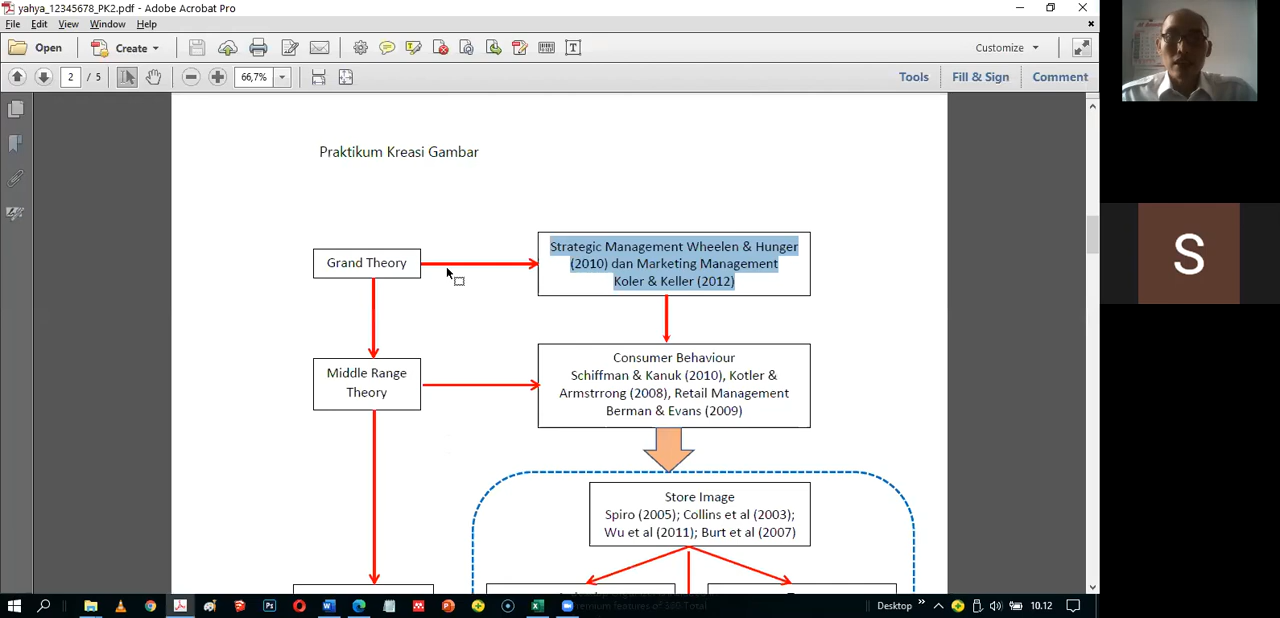 yahya_12345678_PK2.pdf - Adobe Acrobat Pro
File Edit View Window Help
Open Create Customize
2 / 5 66,7% Tools Fill & Sign Comment
Praktikum Kreasi Gambar
Grand Theory
Strategic Management Wheelen & Hunger
(2010) dan Marketing Management
Koler & Keller (2012)
Middle Range
Theory
Consumer Behaviour
Schiffman & Kanuk (2010), Kotler &
Armstrrong (2008), Retail Management
Berman & Evans (2009)
Store Image
Spiro (2005); Collins et al (2003);
Wu et al (2011); Burt et al (2007)
S
Desktop 10.12